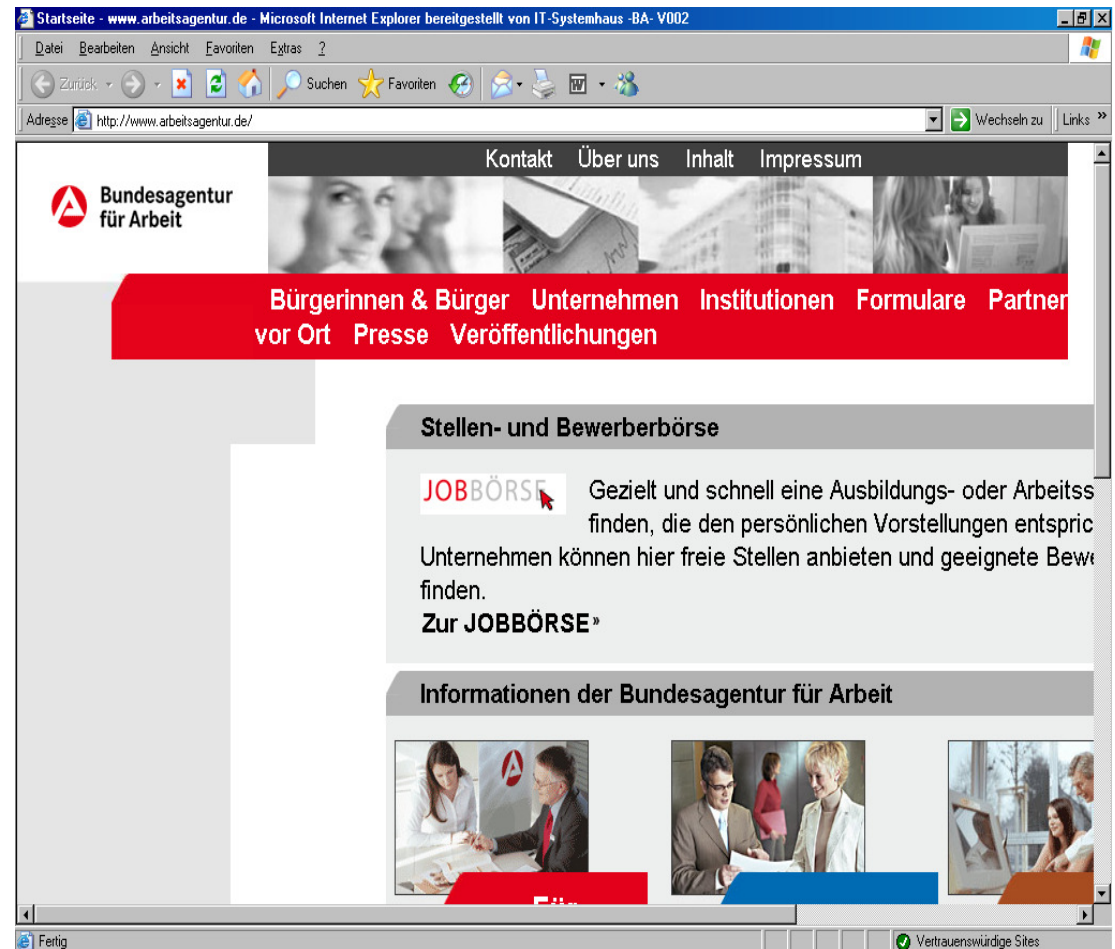 Startseite - www.arbeitsagentur.de - Microsoft Internet Explorer bereitgestellt von IT-Systemhaus -BA- V002
Datei Bearbeiten Ansicht Favoriten Extras ?
Zurück Suchen Favoriten
Adresse http://www.arbeitsagentur.de/ Wechseln zu Links »
Kontakt Über uns Inhalt Impressum
Bundesagentur
für Arbeit
Bürgerinnen & Bürger Unternehmen Institutionen Formulare Partner
vor Ort Presse Veröffentlichungen
Stellen- und Bewerberbörse
JOBBÖRSE
Gezielt und schnell eine Ausbildungs- oder Arbeitss
finden, die den persönlichen Vorstellungen entspric
Unternehmen können hier freie Stellen anbieten und geeignete Bewe
finden.
Zur JOBBÖRSE»
Informationen der Bundesagentur für Arbeit
Für
Fertig Vertrauenswürdige Sites